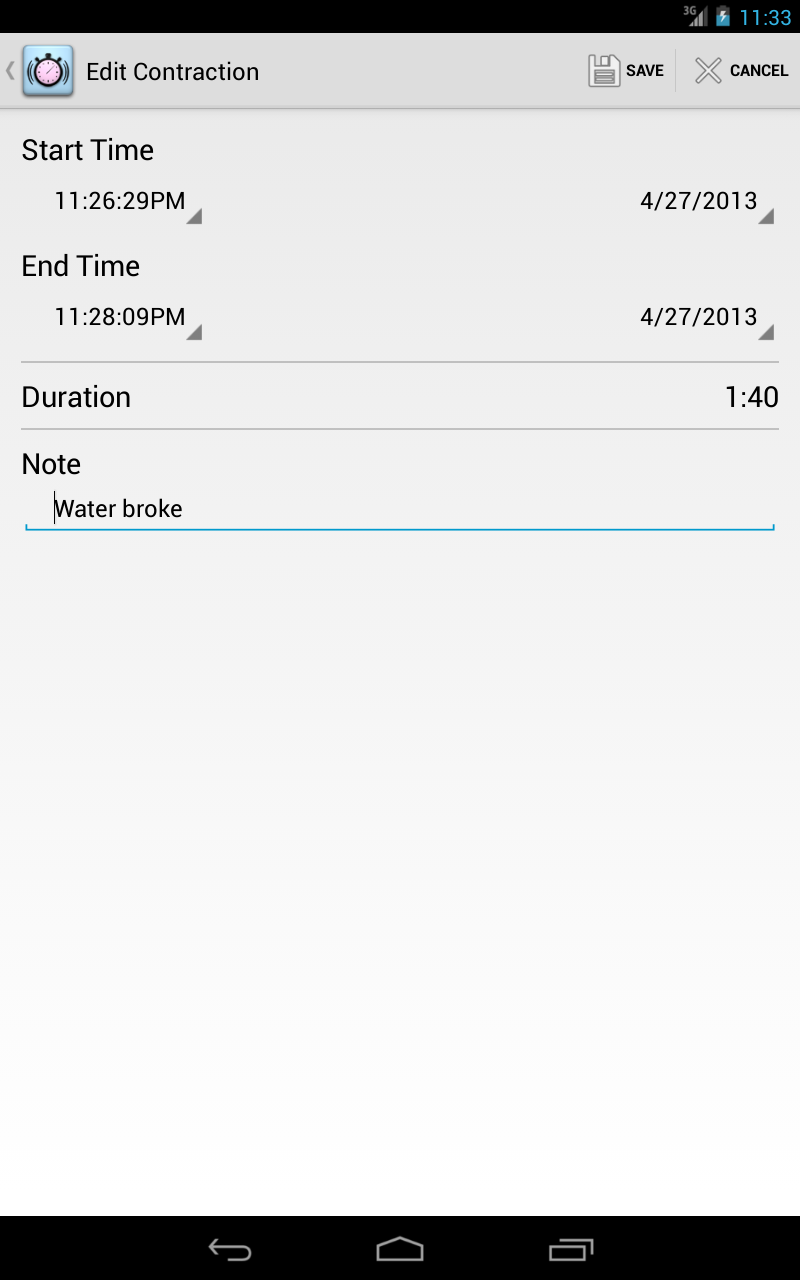 3G 11:33
Edit Contraction SAVE CANCEL
Start Time
11:26:29PM 4/27/2013
End Time
11:28:09PM 4/27/2013
Duration 1:40
Note
Water broke